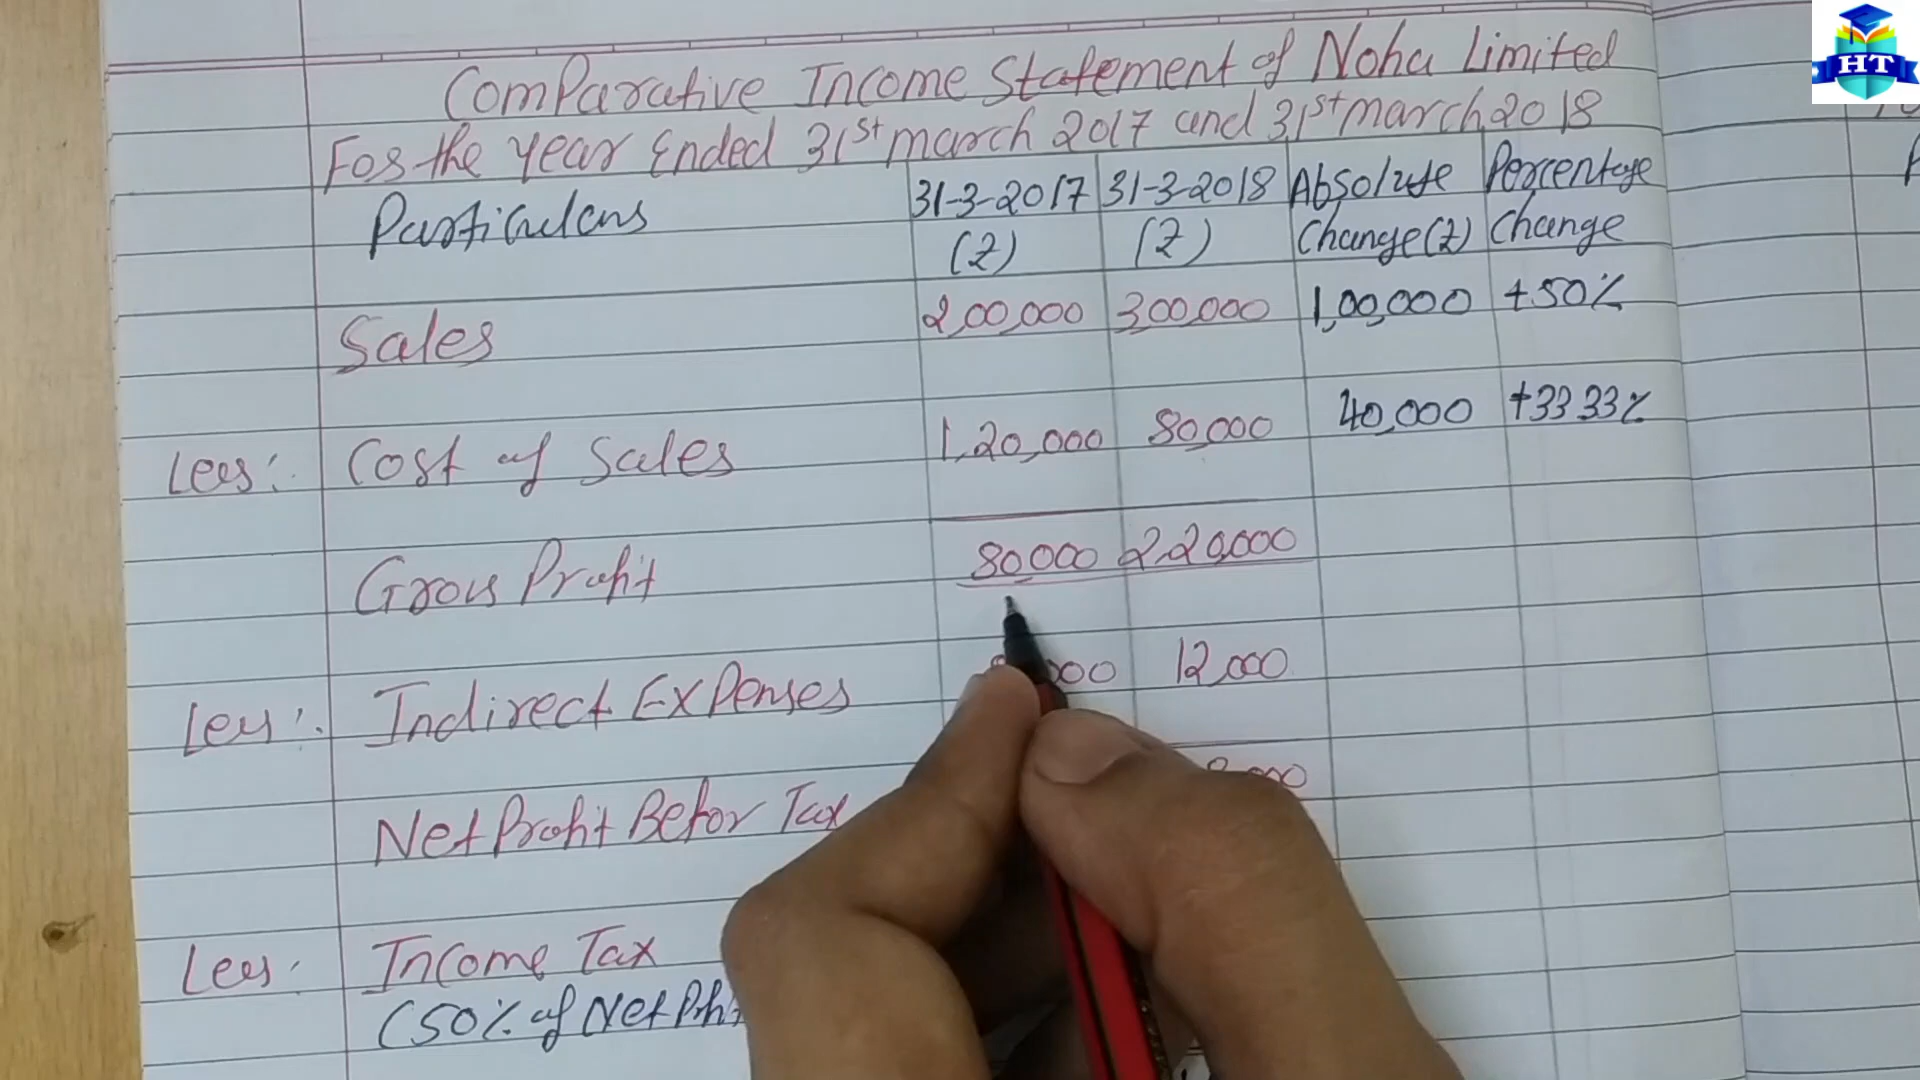 HT
Comparative Income Statement of Noha Limited
For the year Ended 31st march 2017 and 31st march, 2018
Particulars 31-3-2017 31-3-2018 Absolute Percentage
(₹) (₹) Change(₹) Change
Sales 2,00,000 3,00,000 1,00,000 +50%
Less: Cost of Sales 1,20,000 80,000 40,000 +33.33%
Gross Profit 80,000 2,20,000
Less: Indirect Expenses 12,000
Net Profit Befor Tax
Less: Income Tax
(50% of Net